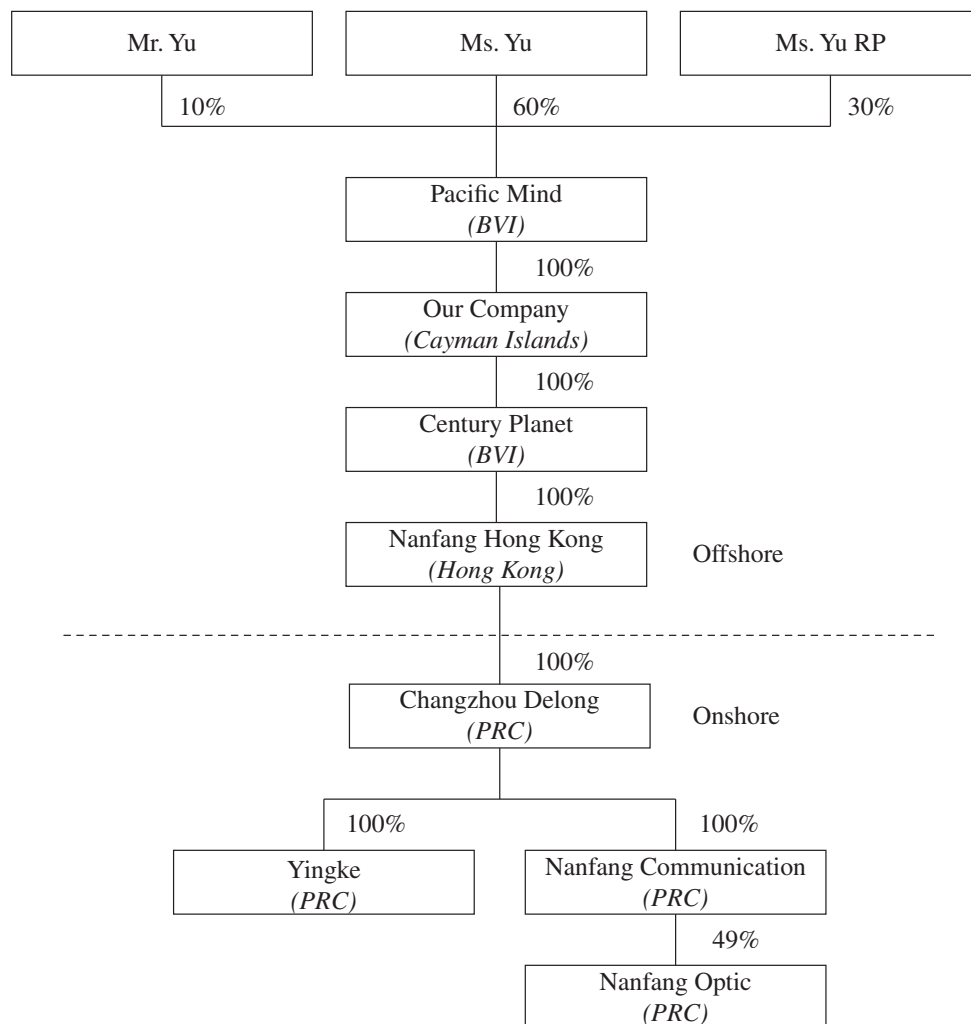 Mr. Yu
Ms. Yu
Ms. Yu RP
10%
60%
30%
Pacific Mind
(BVI)
100%
Our Company
(Cayman Islands)
100%
Century Planet
(BVI)
100%
Nanfang Hong Kong
(Hong Kong)
Offshore
100%
Changzhou Delong
(PRC)
Onshore
100%
100%
Yingke
(PRC)
Nanfang Communication
(PRC)
49%
Nanfang Optic
(PRC)